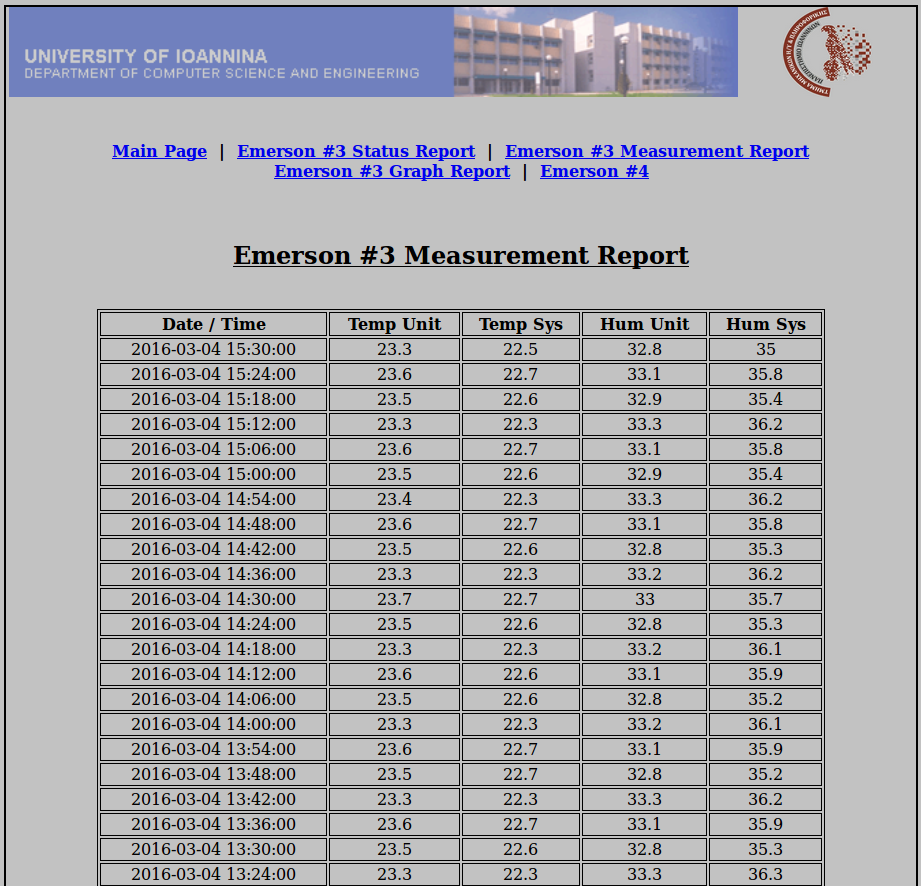 UNIVERSITY OF IOANNINA
DEPARTMENT OF COMPUTER SCIENCE AND ENGINEERING
ΤΜΗΜΑ ΜΗΧΑΝΙΚΩΝ Η/Υ & ΠΛΗΡΟΦΟΡΙΚΗΣ
ΠΑΝΕΠΙΣΤΗΜΙΟ ΙΩΑΝΝΙΝΩΝ
Main Page | Emerson #3 Status Report | Emerson #3 Measurement Report
Emerson #3 Graph Report | Emerson #4
Emerson #3 Measurement Report
Date / Time Temp Unit Temp Sys Hum Unit Hum Sys
2016-03-04 15:30:00 23.3 22.5 32.8 35
2016-03-04 15:24:00 23.6 22.7 33.1 35.8
2016-03-04 15:18:00 23.5 22.6 32.9 35.4
2016-03-04 15:12:00 23.3 22.3 33.3 36.2
2016-03-04 15:06:00 23.6 22.7 33.1 35.8
2016-03-04 15:00:00 23.5 22.6 32.9 35.4
2016-03-04 14:54:00 23.4 22.3 33.3 36.2
2016-03-04 14:48:00 23.6 22.7 33.1 35.8
2016-03-04 14:42:00 23.5 22.6 32.8 35.3
2016-03-04 14:36:00 23.3 22.3 33.2 36.2
2016-03-04 14:30:00 23.7 22.7 33 35.7
2016-03-04 14:24:00 23.5 22.6 32.8 35.3
2016-03-04 14:18:00 23.3 22.3 33.2 36.1
2016-03-04 14:12:00 23.6 22.6 33.1 35.9
2016-03-04 14:06:00 23.5 22.6 32.8 35.2
2016-03-04 14:00:00 23.3 22.3 33.2 36.1
2016-03-04 13:54:00 23.6 22.7 33.1 35.9
2016-03-04 13:48:00 23.5 22.7 32.8 35.2
2016-03-04 13:42:00 23.3 22.3 33.3 36.2
2016-03-04 13:36:00 23.6 22.7 33.1 35.9
2016-03-04 13:30:00 23.5 22.6 32.8 35.3
2016-03-04 13:24:00 23.3 22.3 33.3 36.3